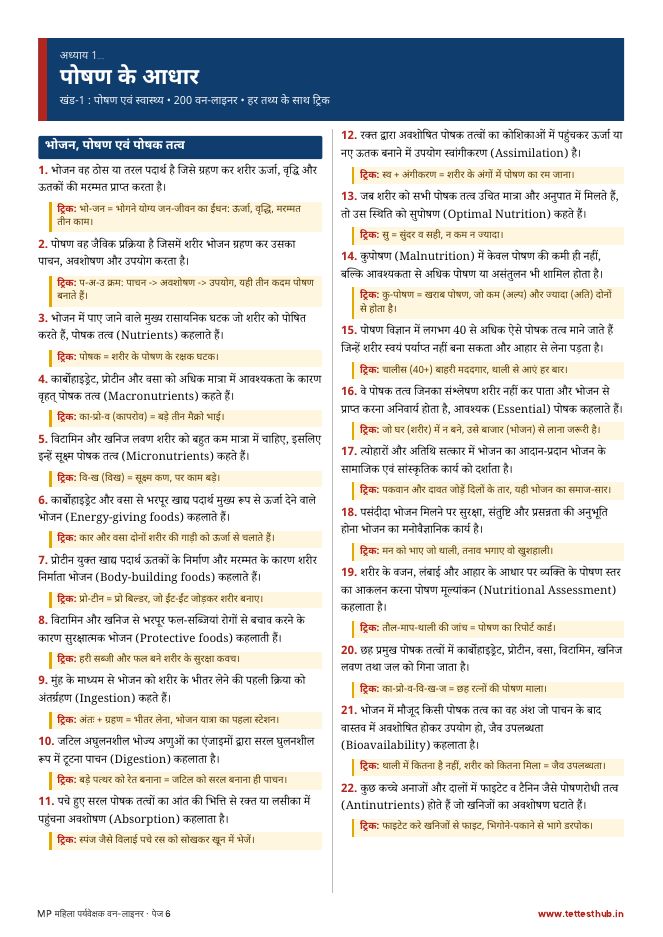 अध्याय 1...
पोषण के आधार
खंड-1 : पोषण एवं स्वास्थ्य • 200 वन-लाइनर • हर तथ्य के साथ ट्रिक
भोजन, पोषण एवं पोषक तत्व
1. भोजन वह ठोस या तरल पदार्थ है जिसे ग्रहण कर शरीर ऊर्जा, वृद्धि और
ऊतकों की मरम्मत प्राप्त करता है।
ट्रिक: भो-जन = भोगने योग्य जन-जीवन का ईंधन: ऊर्जा, वृद्धि, मरम्मत
तीन काम।
2. पोषण वह जैविक प्रक्रिया है जिसमें शरीर भोजन ग्रहण कर उसका
पाचन, अवशोषण और उपयोग करता है।
ट्रिक: प-अ-उ क्रम: पाचन -> अवशोषण -> उपयोग, यही तीन कदम पोषण
बनाते हैं।
3. भोजन में पाए जाने वाले मुख्य रासायनिक घटक जो शरीर को पोषित
करते हैं, पोषक तत्व (Nutrients) कहलाते हैं।
ट्रिक: पोषक = शरीर के पोषण के रक्षक घटक।
4. कार्बोहाइड्रेट, प्रोटीन और वसा को अधिक मात्रा में आवश्यकता के कारण
वृहत् पोषक तत्व (Macronutrients) कहते हैं।
ट्रिक: का-प्रो-व (कापरोव) = बड़े तीन मैक्रो भाई।
5. विटामिन और खनिज लवण शरीर को बहुत कम मात्रा में चाहिए, इसलिए
इन्हें सूक्ष्म पोषक तत्व (Micronutrients) कहते हैं।
ट्रिक: वि-ख (विख) = सूक्ष्म कण, पर काम बड़े।
6. कार्बोहाइड्रेट और वसा से भरपूर खाद्य पदार्थ मुख्य रूप से ऊर्जा देने वाले
भोजन (Energy-giving foods) कहलाते हैं।
ट्रिक: कार और वसा दोनों शरीर की गाड़ी को ऊर्जा से चलाते हैं।
7. प्रोटीन युक्त खाद्य पदार्थ ऊतकों के निर्माण और मरम्मत के कारण शरीर
निर्माता भोजन (Body-building foods) कहलाते हैं।
ट्रिक: प्रो-टीन = प्रो बिल्डर, जो ईंट-ईंट जोड़कर शरीर बनाए।
8. विटामिन और खनिज से भरपूर फल-सब्जियां रोगों से बचाव करने के
कारण सुरक्षात्मक भोजन (Protective foods) कहलाती हैं।
ट्रिक: हरी सब्जी और फल बने शरीर के सुरक्षा कवच।
9. मुंह के माध्यम से भोजन को शरीर के भीतर लेने की पहली क्रिया को
अंतर्ग्रहण (Ingestion) कहते हैं।
ट्रिक: अंतः + ग्रहण = भीतर लेना, भोजन यात्रा का पहला स्टेशन।
10. जटिल अघुलनशील भोज्य अणुओं का एंजाइमों द्वारा सरल घुलनशील
रूप में टूटना पाचन (Digestion) कहलाता है।
ट्रिक: बड़े पत्थर को रेत बनाना = जटिल को सरल बनाना ही पाचन।
11. पचे हुए सरल पोषक तत्वों का आंत की भित्ति से रक्त या लसीका में
पहुंचना अवशोषण (Absorption) कहलाता है।
ट्रिक: स्पंज जैसे विलाई पचे रस को सोखकर खून में भेजें।
12. रक्त द्वारा अवशोषित पोषक तत्वों का कोशिकाओं में पहुंचकर ऊर्जा या
नए ऊतक बनाने में उपयोग स्वांगीकरण (Assimilation) है।
ट्रिक: स्व + अंगीकरण = शरीर के अंगों में पोषण का रम जाना।
13. जब शरीर को सभी पोषक तत्व उचित मात्रा और अनुपात में मिलते हैं,
तो उस स्थिति को सुपोषण (Optimal Nutrition) कहते हैं।
ट्रिक: सु = सुंदर व सही, न कम न ज्यादा।
14. कुपोषण (Malnutrition) में केवल पोषण की कमी ही नहीं,
बल्कि आवश्यकता से अधिक पोषण या असंतुलन भी शामिल होता है।
ट्रिक: कु-पोषण = खराब पोषण, जो कम (अल्प) और ज्यादा (अति) दोनों
से होता है।
15. पोषण विज्ञान में लगभग 40 से अधिक ऐसे पोषक तत्व माने जाते हैं
जिन्हें शरीर स्वयं पर्याप्त नहीं बना सकता और आहार से लेना पड़ता है।
ट्रिक: चालीस (40+) बाहरी मददगार, थाली से आएं हर बार।
16. वे पोषक तत्व जिनका संश्लेषण शरीर नहीं कर पाता और भोजन से
प्राप्त करना अनिवार्य होता है, आवश्यक (Essential) पोषक कहलाते हैं।
ट्रिक: जो घर (शरीर) में न बने, उसे बाजार (भोजन) से लाना जरूरी है।
17. त्योहारों और अतिथि सत्कार में भोजन का आदान-प्रदान भोजन के
सामाजिक एवं सांस्कृतिक कार्य को दर्शाता है।
ट्रिक: पकवान और दावत जोड़ें दिलों के तार, यही भोजन का समाज-सार।
18. पसंदीदा भोजन मिलने पर सुरक्षा, संतुष्टि और प्रसन्नता की अनुभूति
होना भोजन का मनोवैज्ञानिक कार्य है।
ट्रिक: मन को भाए जो थाली, तनाव भगाए वो खुशहाली।
19. शरीर के वजन, लंबाई और आहार के आधार पर व्यक्ति के पोषण स्तर
का आकलन करना पोषण मूल्यांकन (Nutritional Assessment)
कहलाता है।
ट्रिक: तौल-माप-थाली की जांच = पोषण का रिपोर्ट कार्ड।
20. छह प्रमुख पोषक तत्वों में कार्बोहाइड्रेट, प्रोटीन, वसा, विटामिन, खनिज
लवण तथा जल को गिना जाता है।
ट्रिक: का-प्रो-व-वि-ख-ज = छह रत्नों की पोषण माला।
21. भोजन में मौजूद किसी पोषक तत्व का वह अंश जो पाचन के बाद
वास्तव में अवशोषित होकर उपयोग हो, जैव उपलब्धता
(Bioavailability) कहलाता है।
ट्रिक: थाली में कितना है नहीं, शरीर को कितना मिला = जैव उपलब्धता।
22. कुछ कच्चे अनाजों और दालों में फाइटेट व टैनिन जैसे पोषणरोधी तत्व
(Antinutrients) होते हैं जो खनिजों का अवशोषण घटाते हैं।
ट्रिक: फाइटेट करे खनिजों से फाइट, भिगोने-पकाने से भागे डरपोक।
MP महिला पर्यवेक्षक वन-लाइनर · पेज 6
www.tettesthub.in